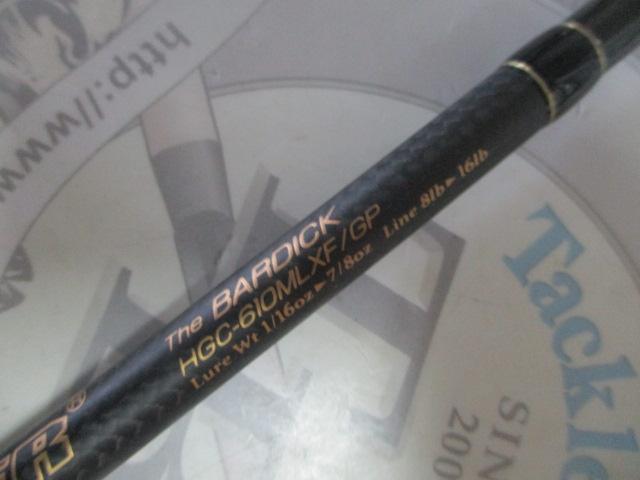 http://www.
The BARDICK
HGC-610MLXF/GP
Lure Wt 1/16oz▸7/8oz Line 8lb▸16lb
R®
Tackle
SIN
200